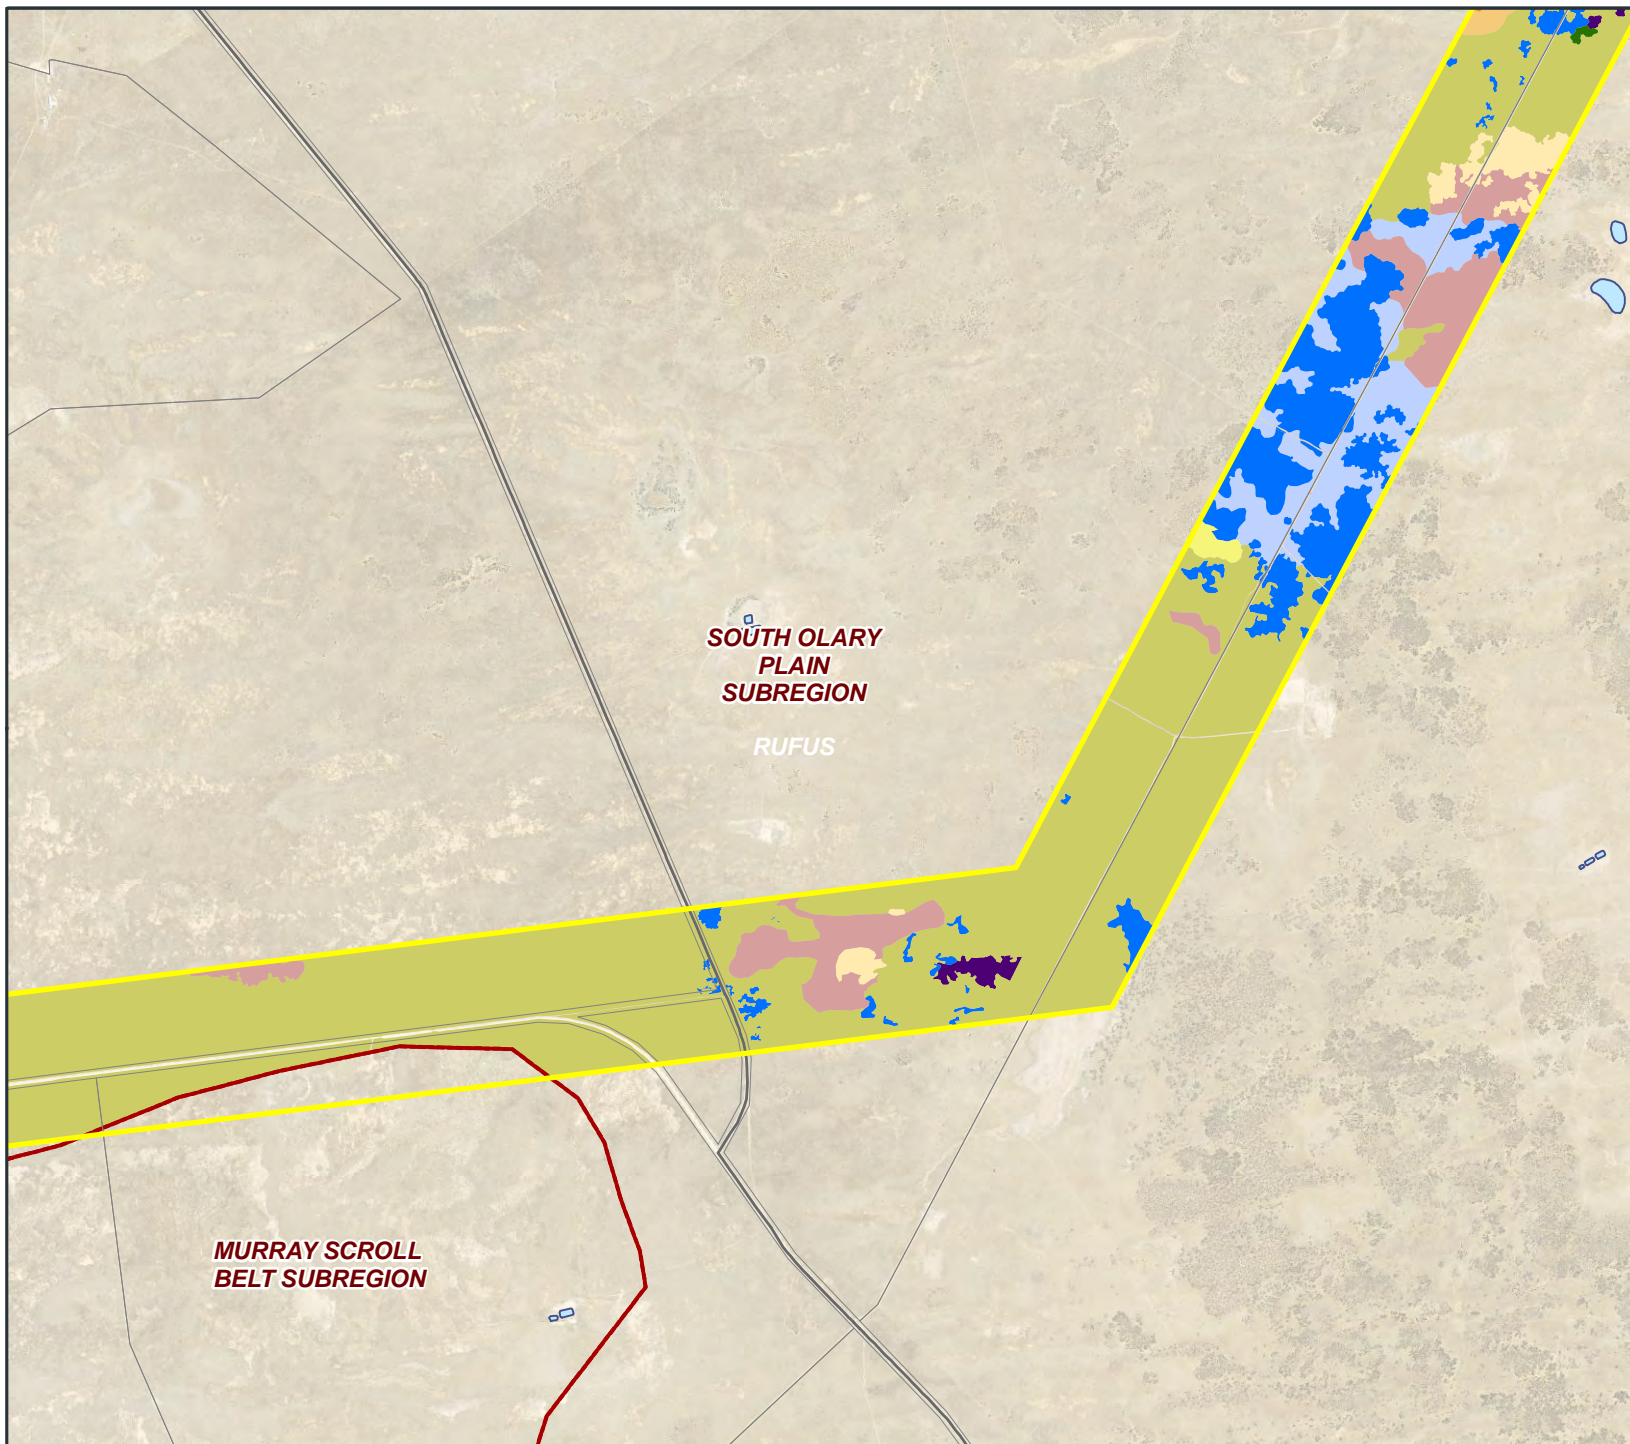 SOUTH OLARY
PLAIN
SUBREGION
RUFUS
MURRAY SCROLL
BELT SUBREGION